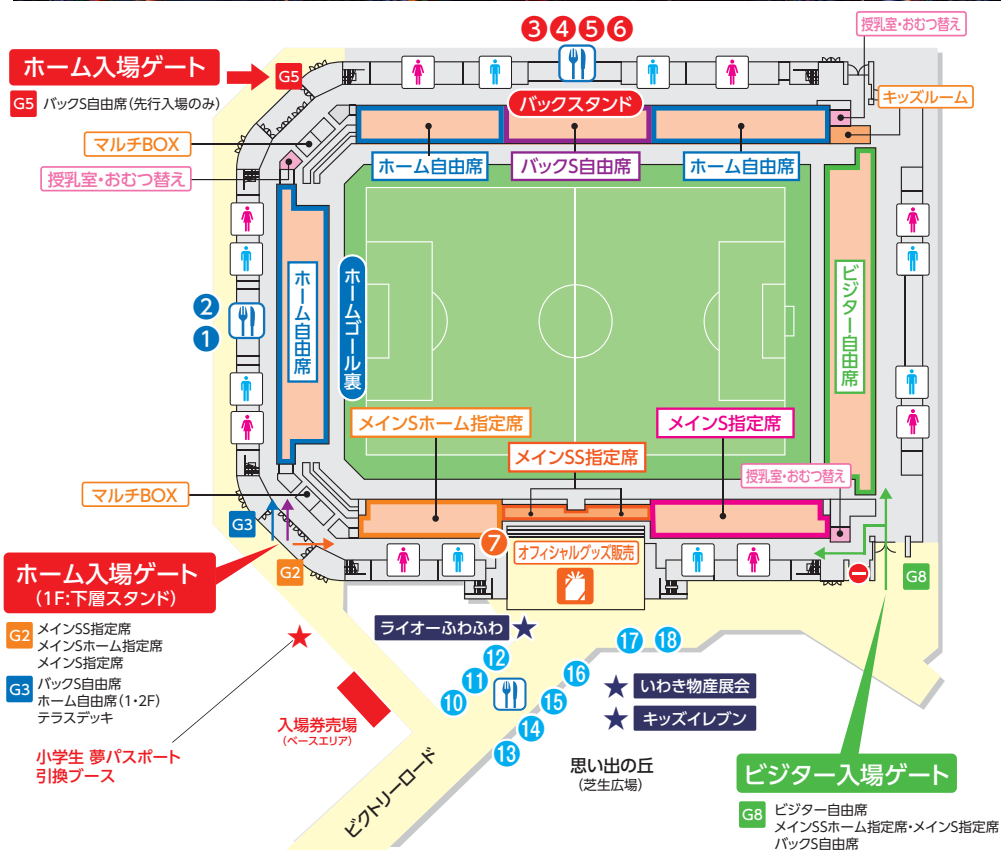 3 4 5 6
授乳室・おむつ替え
ホーム入場ゲート
G5
G5 バックS自由席(先行入場のみ)
バックスタンド
キッズルーム
マルチBOX
ホーム自由席
バックS自由席
ホーム自由席
授乳室・おむつ替え
2
1
ホーム自由席
ホームゴール裏
ビジター自由席
メインSホーム指定席
メインS指定席
メインSS指定席
マルチBOX
授乳室・おむつ替え
G3
G2
7
オフィシャルグッズ販売
G8
ホーム入場ゲート
(1F:下層スタンド)
G2 メインSS指定席
メインSホーム指定席
メインS指定席
G3 バックS自由席
ホーム自由席(1・2F)
テラスデッキ
小学生 夢パスポート
引換ブース
入場券売場
(ベースエリア)
ライオーふわふわ
12
11
10
17
18
16
15
14
13
いわき物産展会
キッズイレブン
思い出の丘
(芝生広場)
ビクトリーロード
ビジター入場ゲート
G8 ビジター自由席
メインSSホーム指定席・メインS指定席
バックS自由席